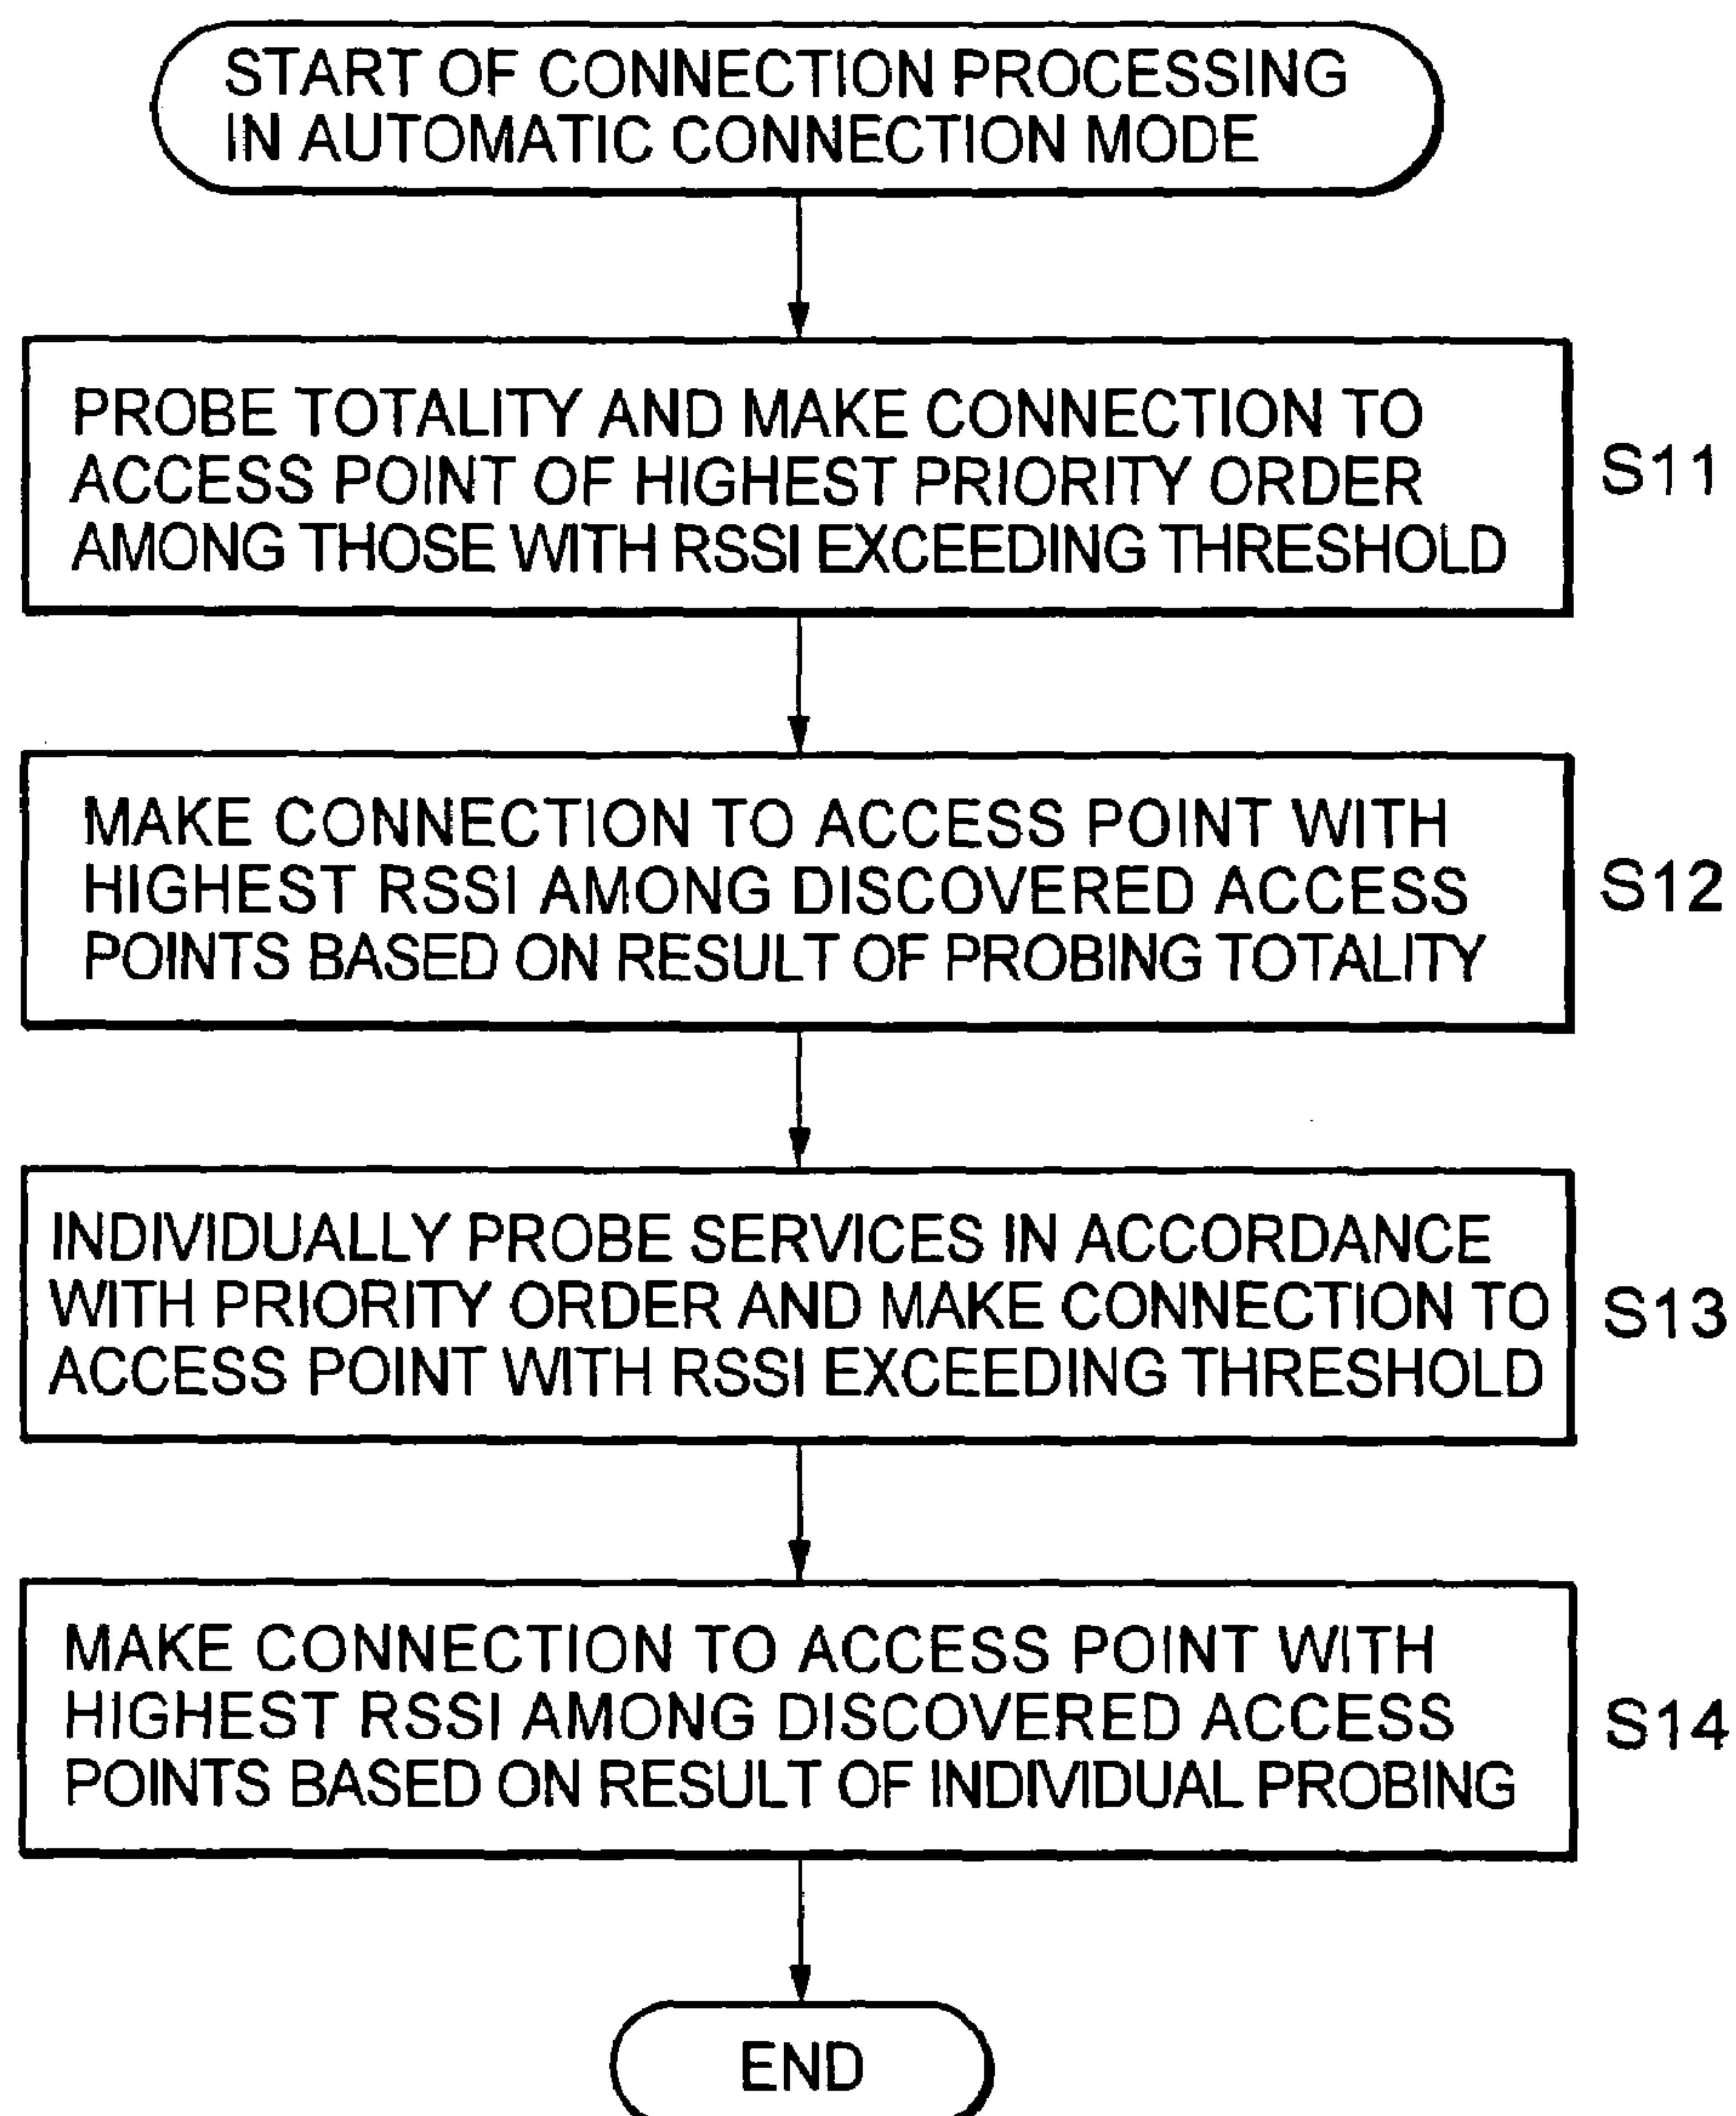 START OF CONNECTION PROCESSING
IN AUTOMATIC CONNECTION MODE
PROBE TOTALITY AND MAKE CONNECTION TO
ACCESS POINT OF HIGHEST PRIORITY ORDER
AMONG THOSE WITH RSSI EXCEEDING THRESHOLD
S11
MAKE CONNECTION TO ACCESS POINT WITH
HIGHEST RSSI AMONG DISCOVERED ACCESS
POINTS BASED ON RESULT OF PROBING TOTALITY
S12
INDIVIDUALLY PROBE SERVICES IN ACCORDANCE
WITH PRIORITY ORDER AND MAKE CONNECTION TO
ACCESS POINT WITH RSSI EXCEEDING THRESHOLD
S13
MAKE CONNECTION TO ACCESS POINT WITH
HIGHEST RSSI AMONG DISCOVERED ACCESS
POINTS BASED ON RESULT OF INDIVIDUAL PROBING
S14
END